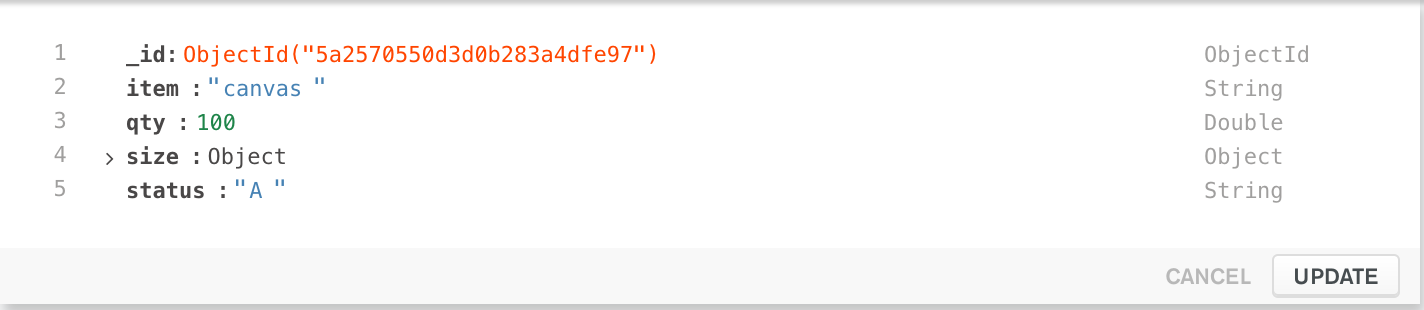 1 _id: ObjectId("5a2570550d3d0b283a4dfe97") ObjectId
2 item : "canvas " String
3 qty : 100 Double
4 > size : Object Object
5 status : "A " String
CANCEL UPDATE